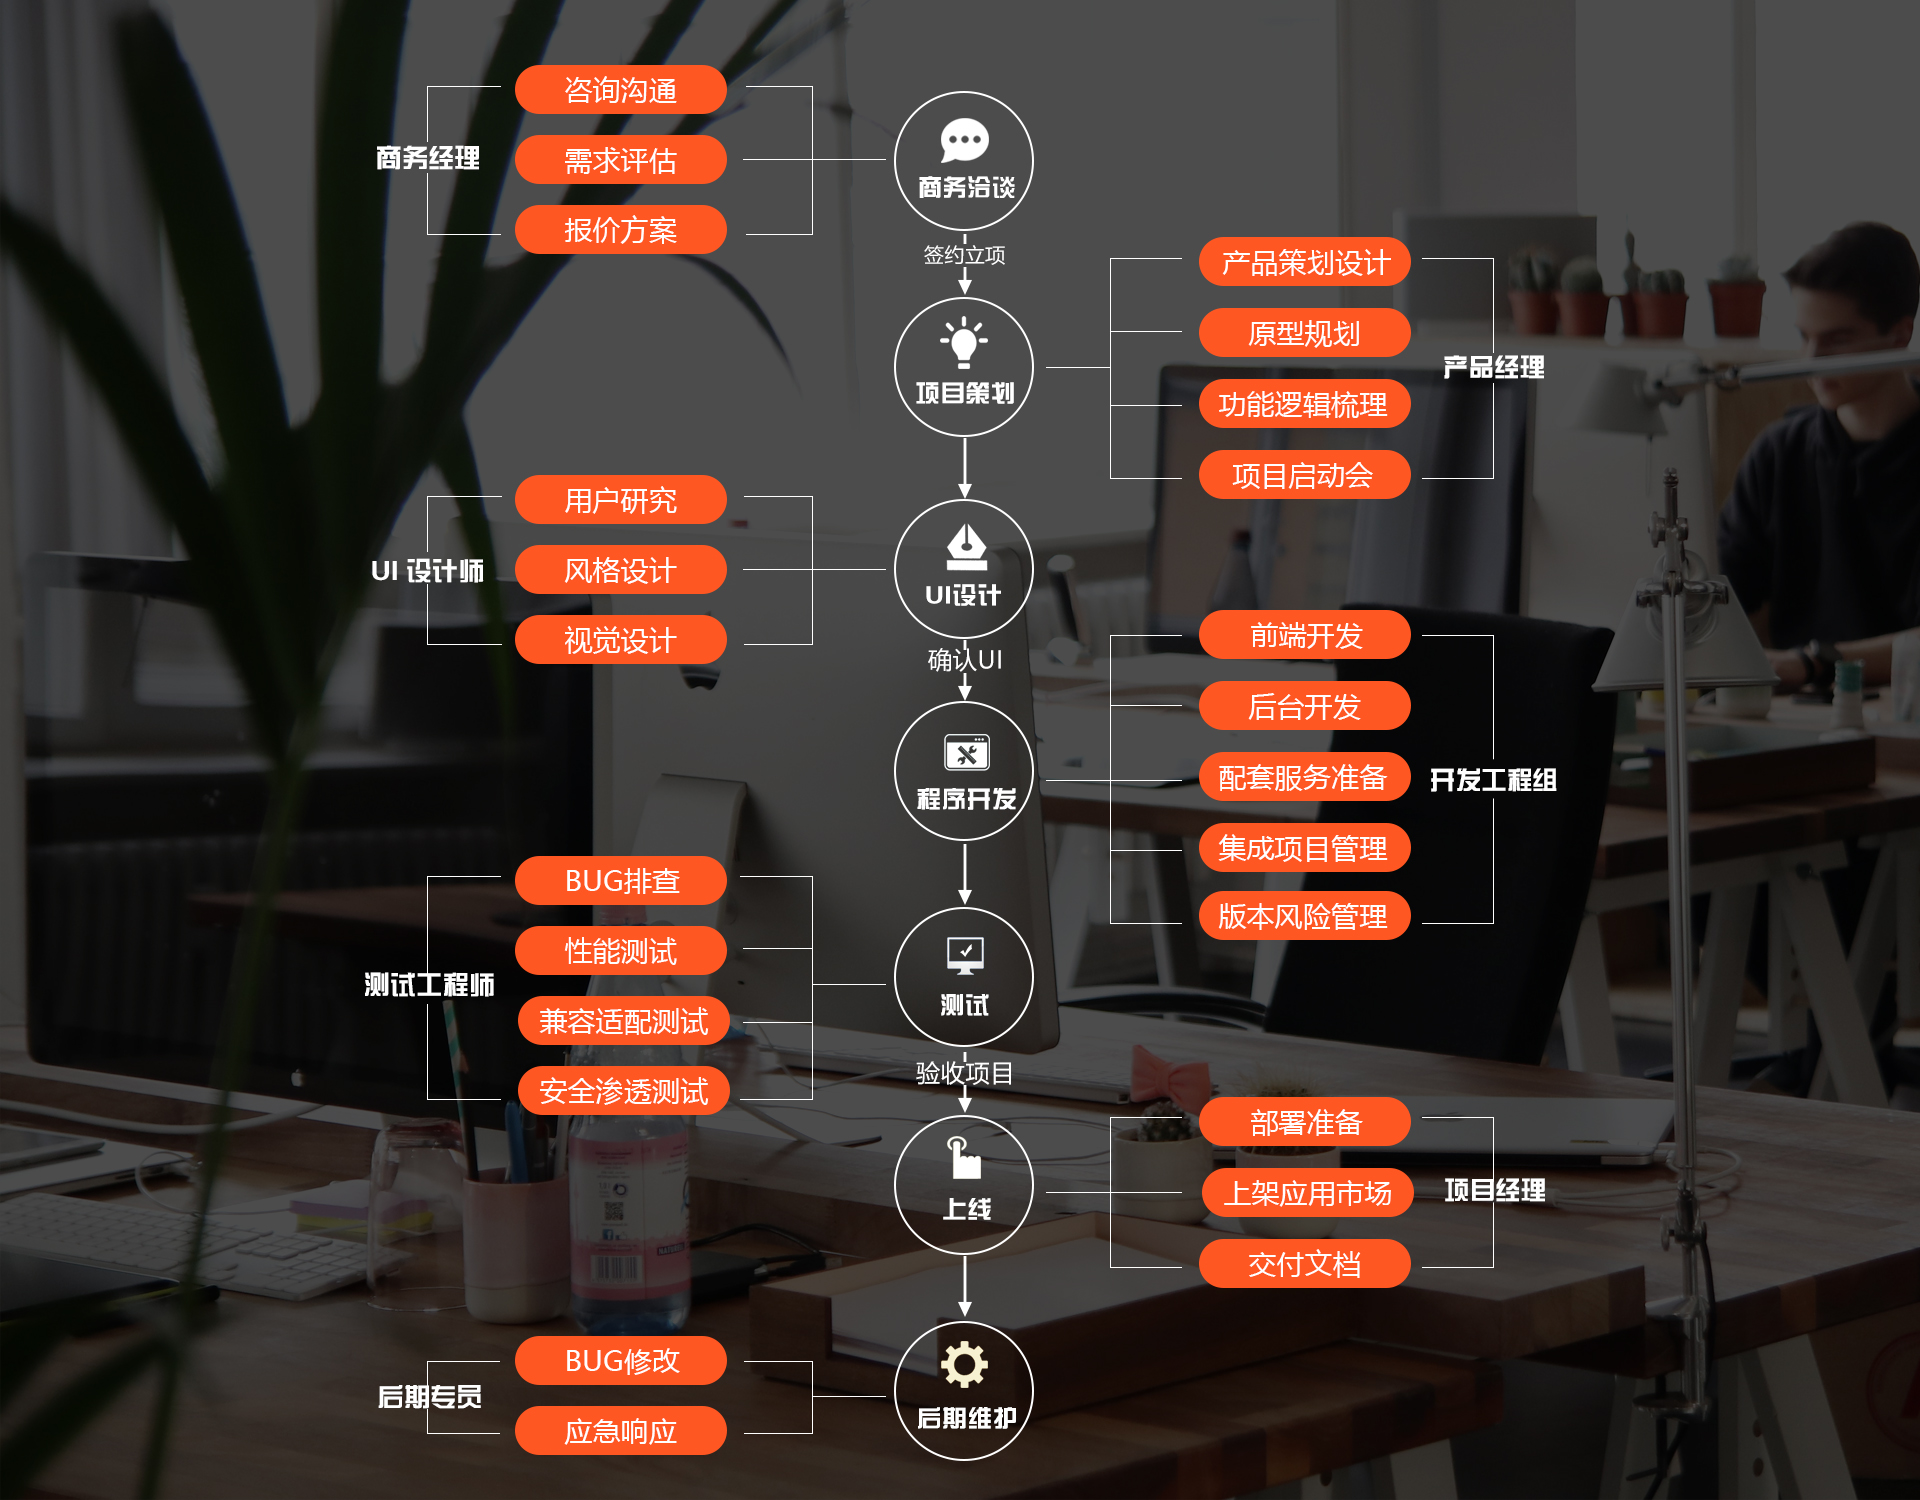 咨询沟通
商务经理
需求评估
报价方案
商务洽谈
签约立项
产品策划设计
原型规划
项目策划
产品经理
功能逻辑梳理
项目启动会
用户研究
UI 设计师
风格设计
视觉设计
UI设计
确认UI
前端开发
后台开发
程序开发
配套服务准备
开发工程组
集成项目管理
版本风险管理
BUG排查
性能测试
测试工程师
兼容适配测试
安全渗透测试
测试
验收项目
部署准备
上架应用市场
上线
项目经理
交付文档
BUG修改
后期专员
应急响应
后期维护